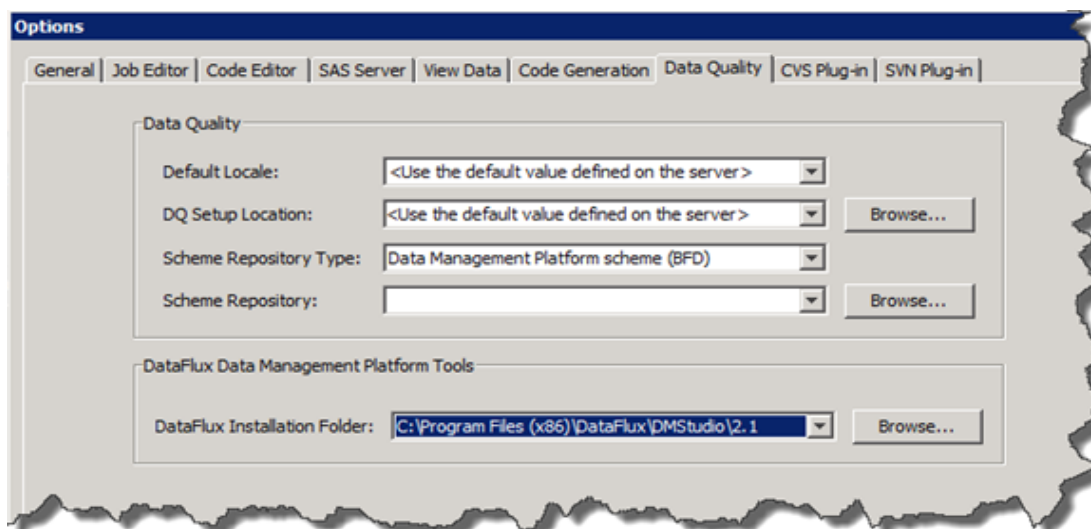 Options
General Job Editor Code Editor SAS Server View Data Code Generation Data Quality CVS Plug-in SVN Plug-in
Data Quality
Default Locale: <Use the default value defined on the server>
DQ Setup Location: <Use the default value defined on the server> Browse...
Scheme Repository Type: Data Management Platform scheme (BFD)
Scheme Repository: Browse...
DataFlux Data Management Platform Tools
DataFlux Installation Folder: C:\Program Files (x86)\DataFlux\DMStudio\2.1 Browse...